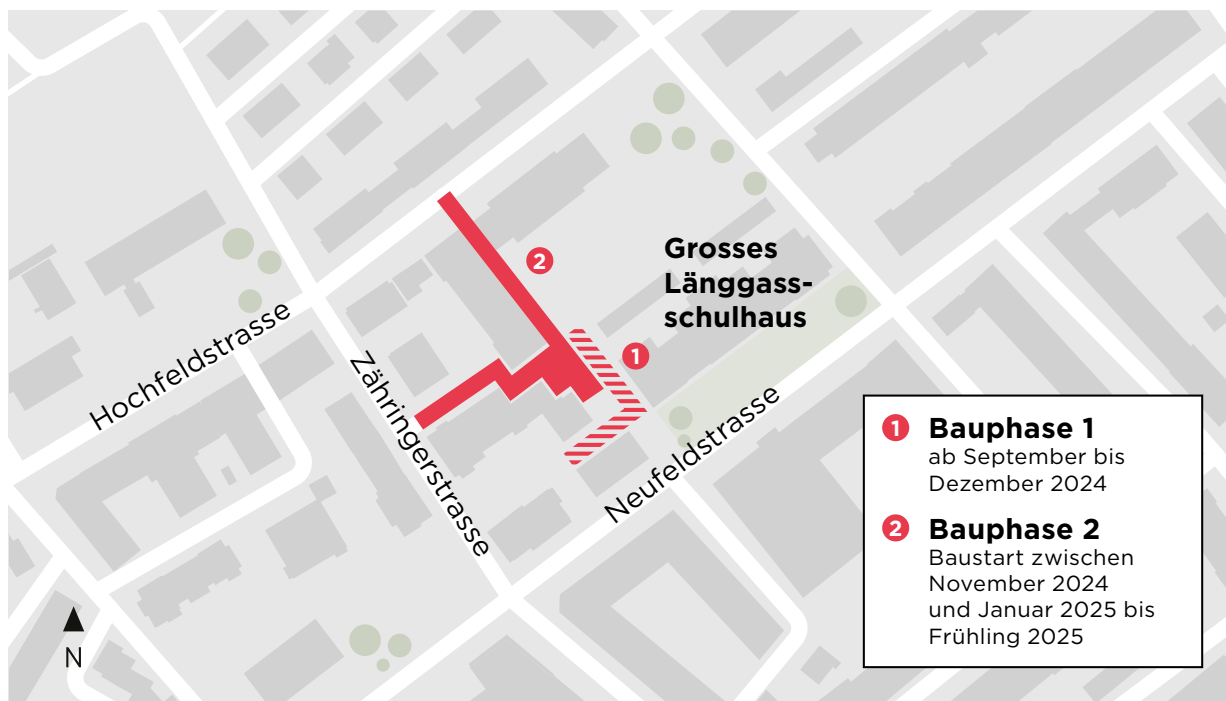 2
Grosses
Länggass-
schulhaus
1
Hochfeldstrasse
Zähringerstrasse
Neufeldstrasse
N
1 Bauphase 1
ab September bis
Dezember 2024
2 Bauphase 2
Baustart zwischen
November 2024
und Januar 2025 bis
Frühling 2025